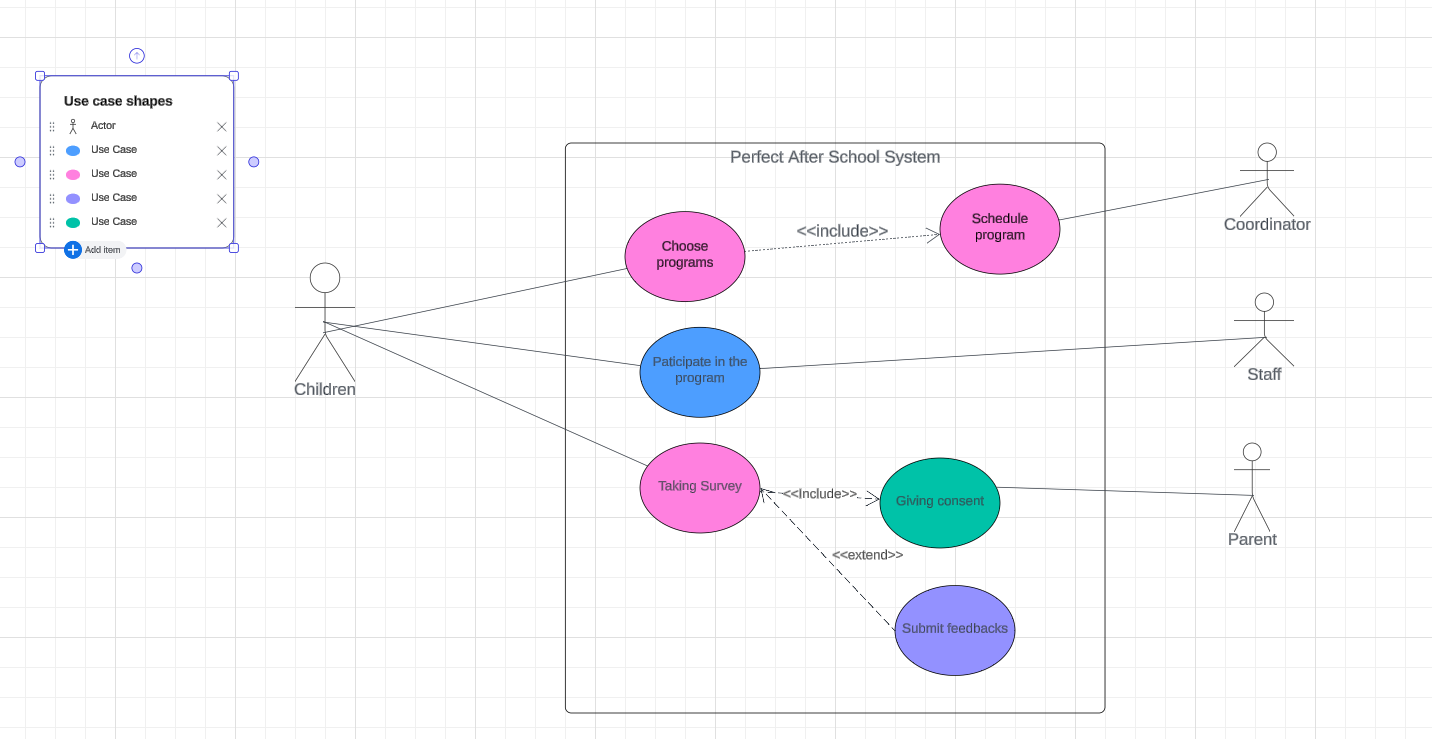 Use case shapes
Actor
Use Case
Use Case
Use Case
Use Case
Add item
Perfect After School System
Choose
programs
<<include>>
Schedule
program
Coordinator
Children
Paticipate in the
program
Staff
Taking Survey
<<Include>>
Giving consent
Parent
<<extend>>
Submit feedbacks